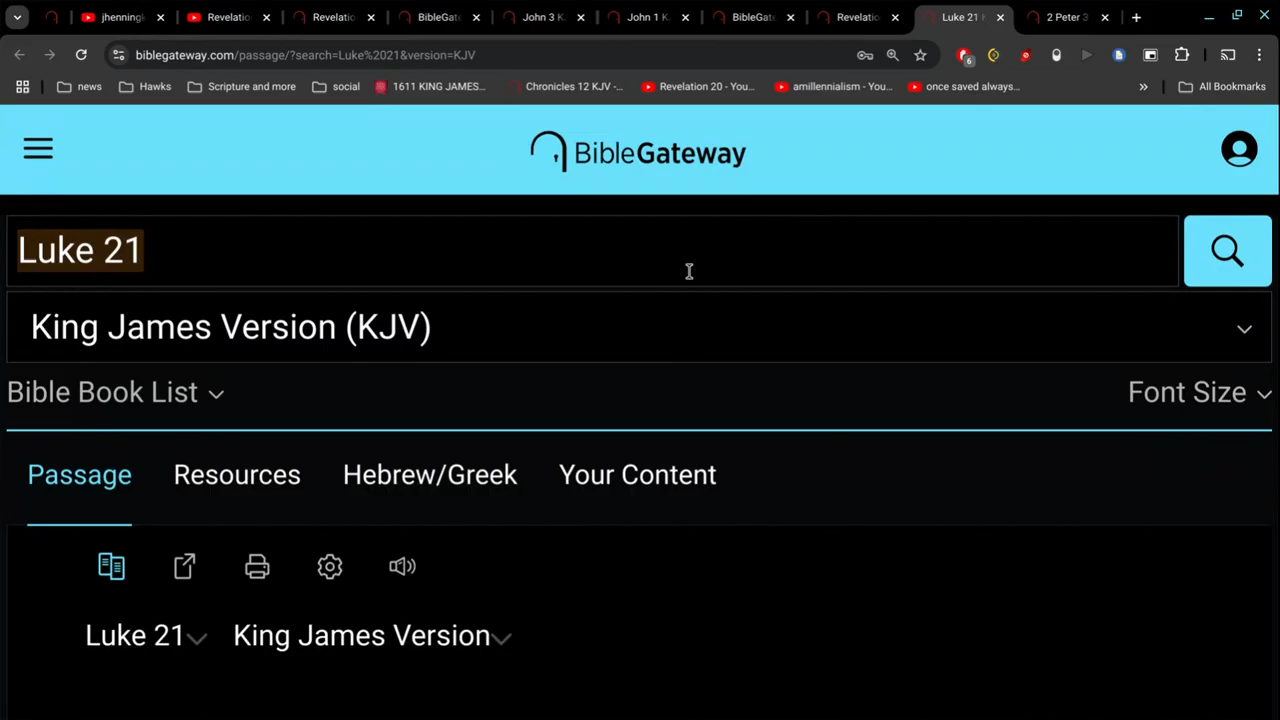 jhenningk
Revelatio
Revelatio
BibleGate
John 3 K
John 1 K
BibleGat
Revelatio
Luke 21 K
2 Peter 3
biblegateway.com/passage/?search=Luke%2021&version=KJV
6
news
Hawks
Scripture and more
social
1611 KING JAMES...
Chronicles 12 KJV -...
Revelation 20 - You...
amillennialism - You...
once saved always...
»
All Bookmarks
BibleGateway
Luke 21
King James Version (KJV)
Bible Book List
Font Size
Passage
Resources
Hebrew/Greek
Your Content
Luke 21
King James Version